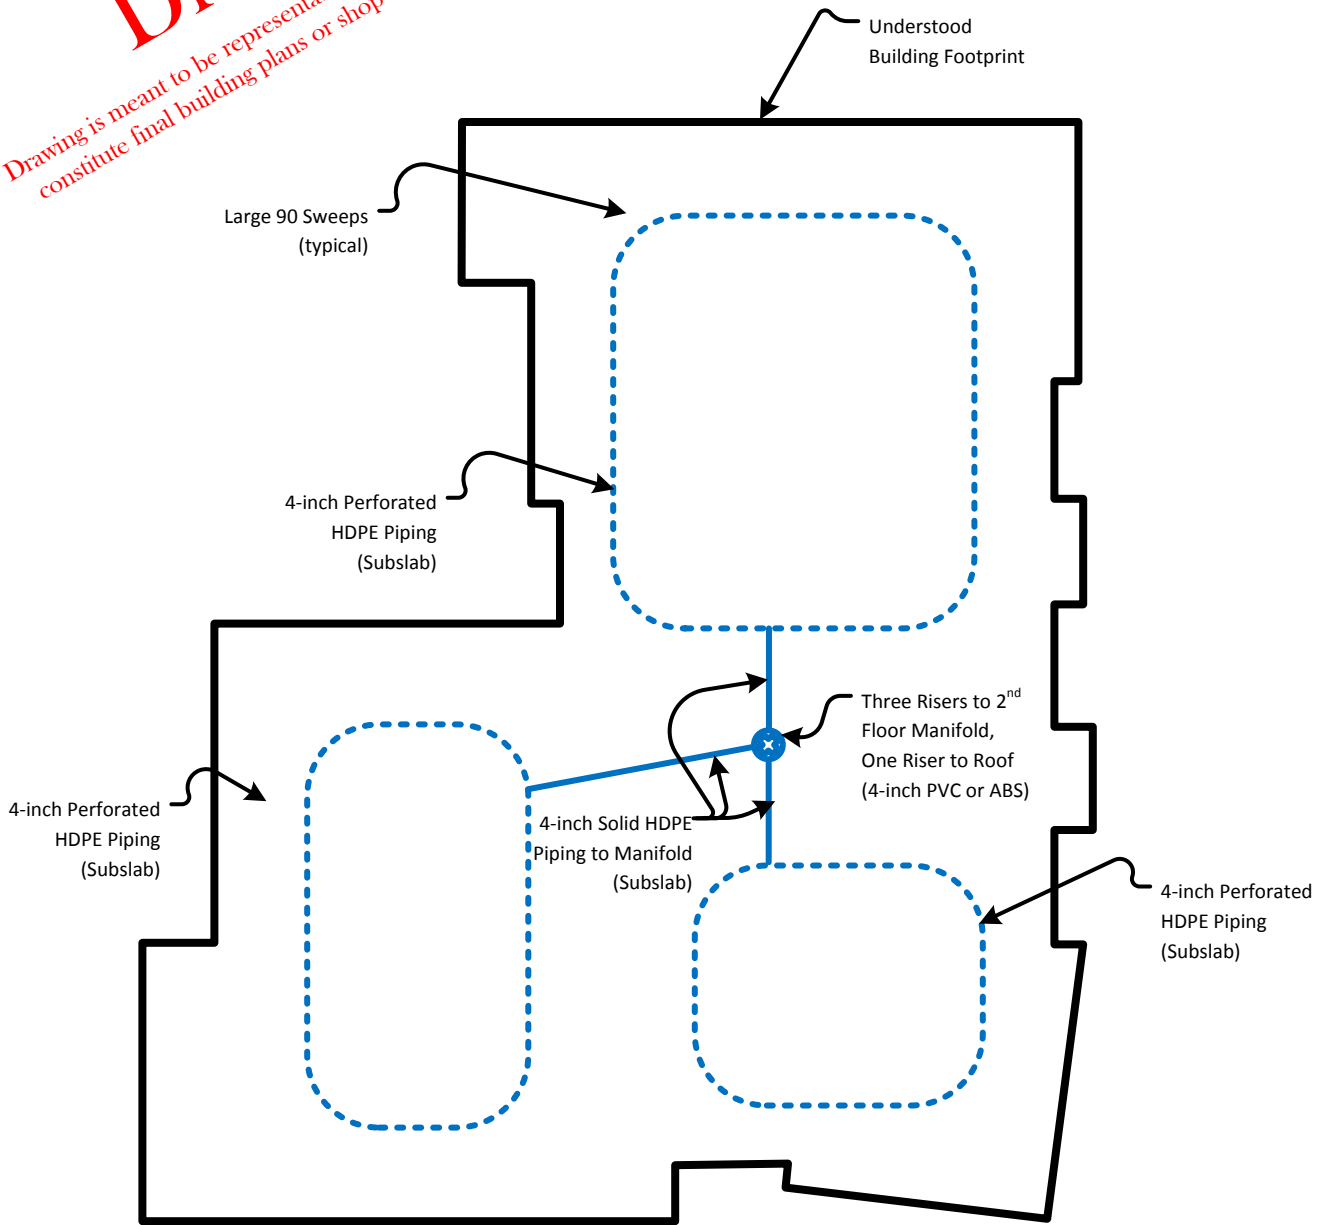 Drawing is meant to be representa
constitute final building plans or shop
Understood
Building Footprint
Large 90 Sweeps
(typical)
4-inch Perforated
HDPE Piping
(Subslab)
Three Risers to 2nd
Floor Manifold,
One Riser to Roof
(4-inch PVC or ABS)
4-inch Perforated
HDPE Piping
(Subslab)
4-inch Solid HDPE
Piping to Manifold
(Subslab)
4-inch Perforated
HDPE Piping
(Subslab)